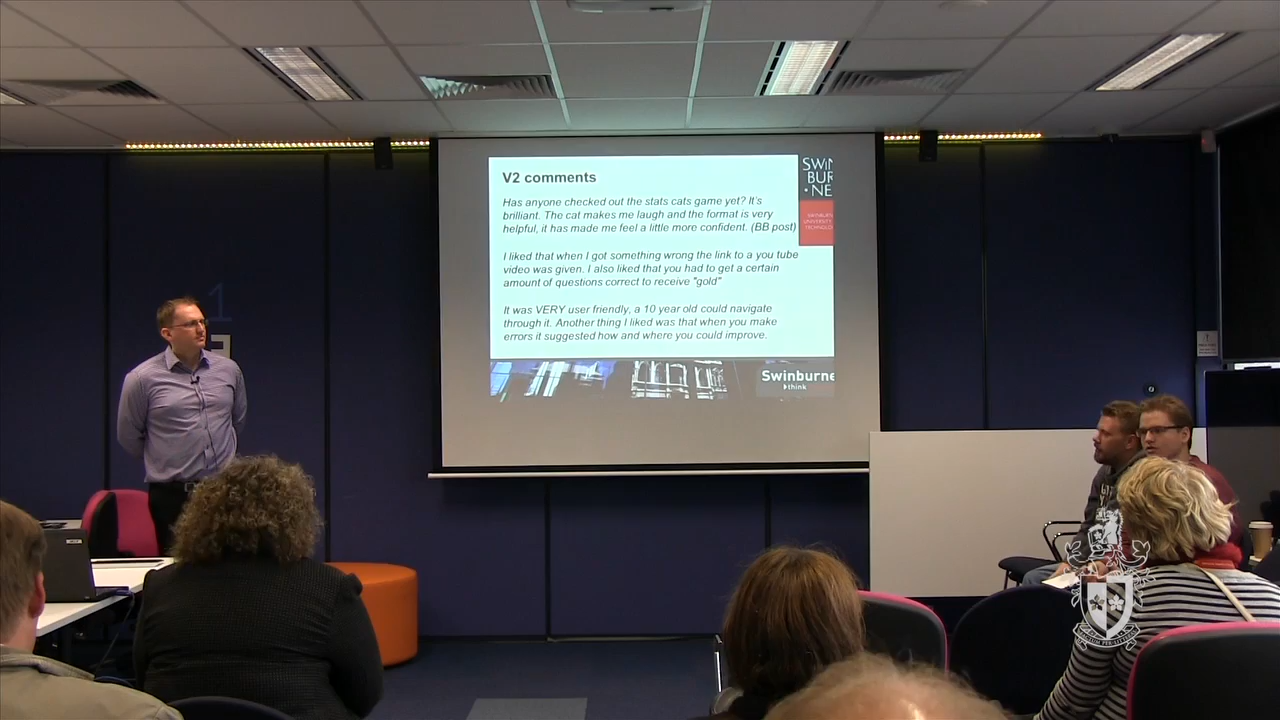 V2 comments
Has anyone checked out the stats cats game yet? It's
brilliant. The cat makes me laugh and the format is very
helpful, it has made me feel a little more confident. (BB post)
I liked that when I got something wrong the link to a you tube
video was given. I also liked that you had to get a certain
amount of questions correct to receive "gold"
It was VERY user friendly, a 10 year old could navigate
through it. Another thing I liked was that when you make
errors it suggested how and where you could improve.
SWIN
BUR
• NE
SWINBURN
UNIVERSITY
TECHNOLO
Swinburne
think
1